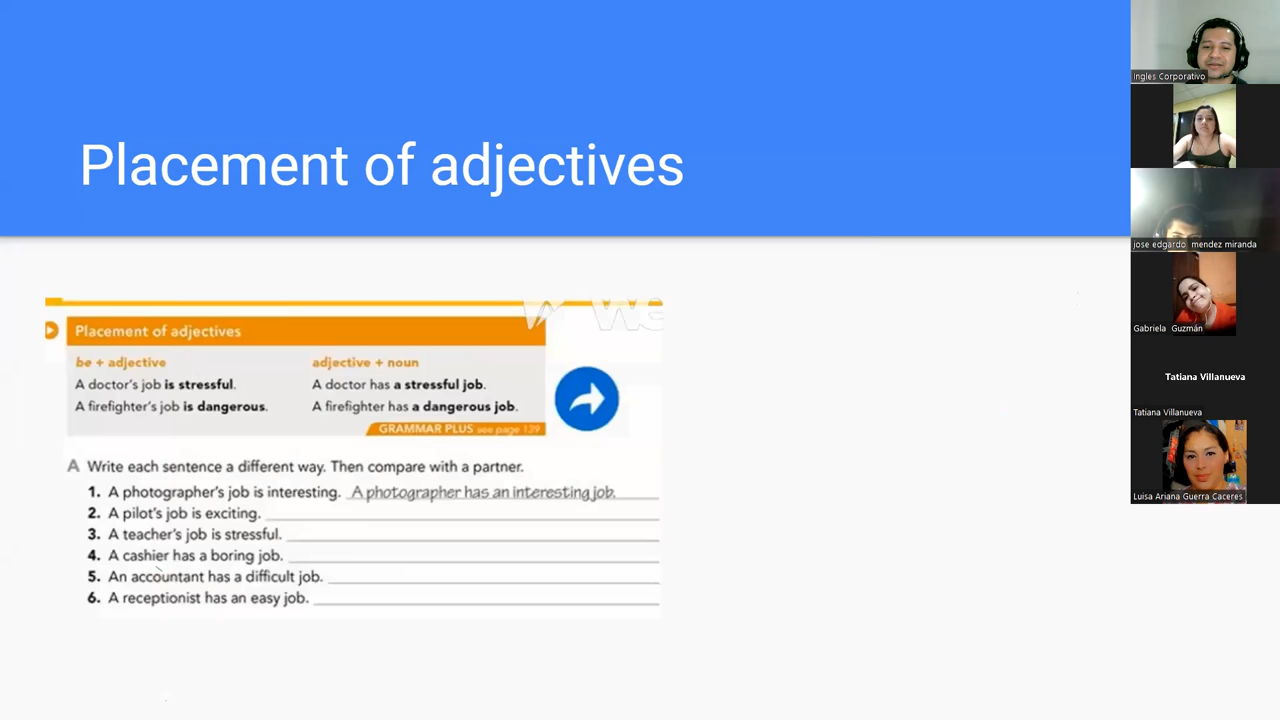 Placement of adjectives
Placement of adjectives
be + adjective
adjective + noun
A doctor's job is stressful.
A doctor has a stressful job.
A firefighter's job is dangerous.
A firefighter has a dangerous job.
GRAMMAR PLUS see page 139
A Write each sentence a different way. Then compare with a partner.
1. A photographer's job is interesting. A photographer has an interesting job.
2. A pilot's job is exciting.
3. A teacher's job is stressful.
4. A cashier has a boring job.
5. An accountant has a difficult job.
6. A receptionist has an easy job.
Ingles Corporativo
jose edgardo mendez miranda
Gabriela Guzmán
Tatiana Villanueva
Tatiana Villanueva
Luisa Ariana Guerra Caceres